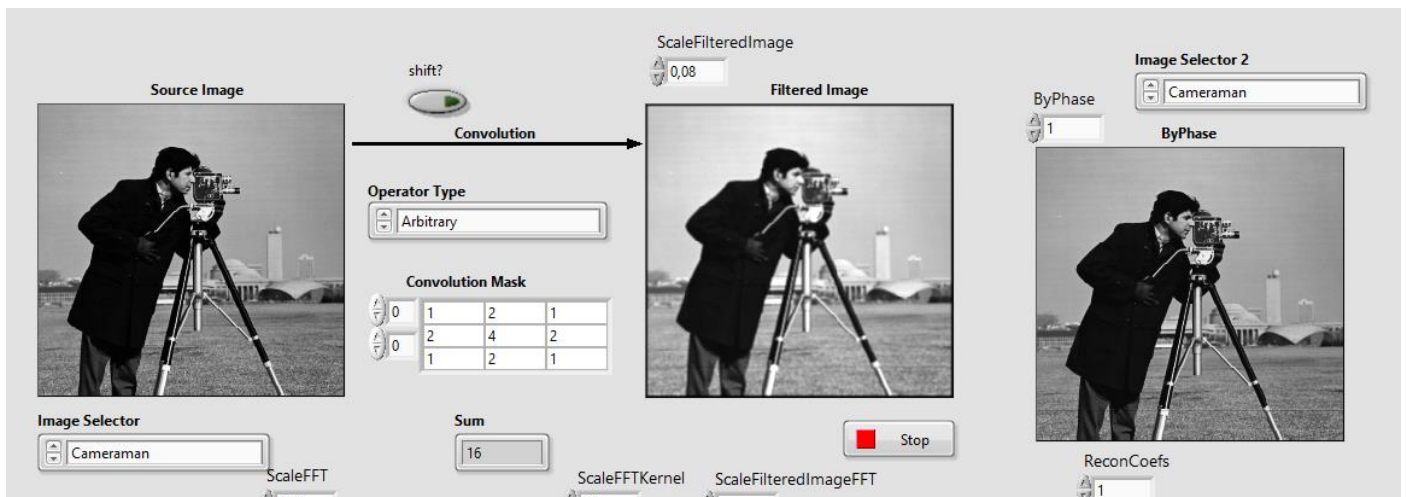 ScaleFilteredImage
0,08
shift?
Source Image
Convolution
Filtered Image
Operator Type
Arbitrary
Convolution Mask
0
0
1 2 1
2 4 2
1 2 1
Image Selector
Cameraman
Sum
16
Stop
ScaleFFT
ScaleFFTKernel
ScaleFilteredImageFFT
Image Selector 2
Cameraman
ByPhase
1
ByPhase
ReconCoefs
1